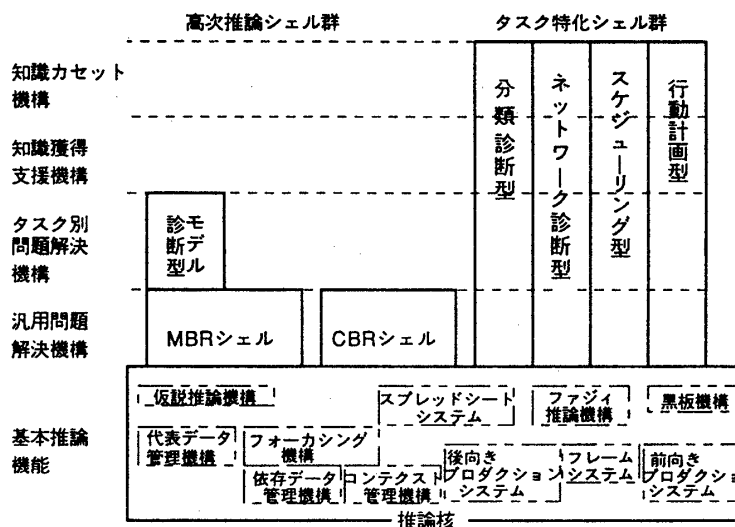 高次推論シェル群
タスク特化シェル群
知識カセット
機構
知識獲得
支援機構
タスク別
問題解決
機構
汎用問題
解決機構
基本推論
機能
モデル
診断型
MBRシェル
CBRシェル
分類診断型
ネットワーク診断型
スケジューリング型
行動計画型
仮説推論機構
スプレッドシート
システム
ファジィ
推論機構
黒板機構
代表データ
管理機構
フォーカシング
機構
依存データ
管理機構
コンテクスト
管理機構
後向き
プロダクション
システム
フレーム
システム
前向き
プロダクショ
システム
推論核